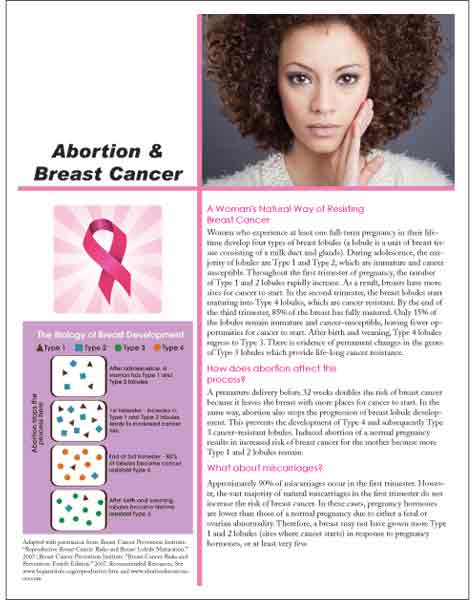 Abortion &
Breast Cancer
A Woman's Natural Way of Resisting
Breast Cancer
Women who experience at least one full-term pregnancy in their life-
time develop four types of breast lobules (a lobule is a unit of breast tis-
sue consisting of a milk duct and glands). During adolescence, the ma-
jority of lobules are Type 1 and Type 2, which are immature and cancer
susceptible. Throughout the first trimester of pregnancy, the number
of Type 1 and 2 lobules rapidly increase. As a result, breasts have more
sites for cancer to start. In the second trimester, the breast lobules start
maturing into Type 4 lobules, which are cancer resistant. By the end of
the third trimester, 85% of the breast has fully matured. Only 15% of
the lobules remain immature and cancer-susceptible, leaving fewer op-
portunities for cancer to start. After birth and weaning, Type 4 lobules
regress to Type 3. There is evidence of permanent changes in the genes
of Type 3 lobules which provide life-long cancer resistance.
How does abortion affect this
process?
A premature delivery before 32 weeks doubles the risk of breast cancer
because it leaves the breast with more places for cancer to start. In the
same way, abortion also stops the progression of breast lobule develop-
ment. This prevents the development of Type 4 and subsequently Type
3 cancer-resistant lobules. Induced abortion of a normal pregnancy
results in increased risk of breast cancer for the mother because more
Type 1 and 2 lobules remain.
What about miscarriages?
Approximately 90% of miscarriages occur in the first trimester. Howev-
er, the vast majority of natural miscarriages in the first trimester do not
increase the risk of breast cancer. In these cases, pregnancy hormones
are lower than those of a normal pregnancy due to either a fetal or
ovarian abnormality. Therefore, a breast may not have grown more Type
1 and 2 lobules (sites where cancer starts) in response to pregnancy
hormones, or at least very few.
The Biology of Breast Development
Type 1 Type 2 Type 3 Type 4
Abortion stops the
process here
After adolescence, a
woman has Type 1 and
Type 2 lobules
1st trimester - increase in
Type 1 and Type 2 lobules
leads to increased cancer
risk
End of 3rd trimester - 85%
of lobules become cancer
resistant Type 4
After birth and weaning,
lobules become lifetime
resistant Type 3
Adapted with permission from: Breast Cancer Prevention Institute.
"Reproductive Breast Cancer Risks and Breast Lobule Maturation."
2007; Breast Cancer Prevention Institute. "Breast Cancer Risks and
Prevention: Fourth Edition." 2007. Recommended Resources: See